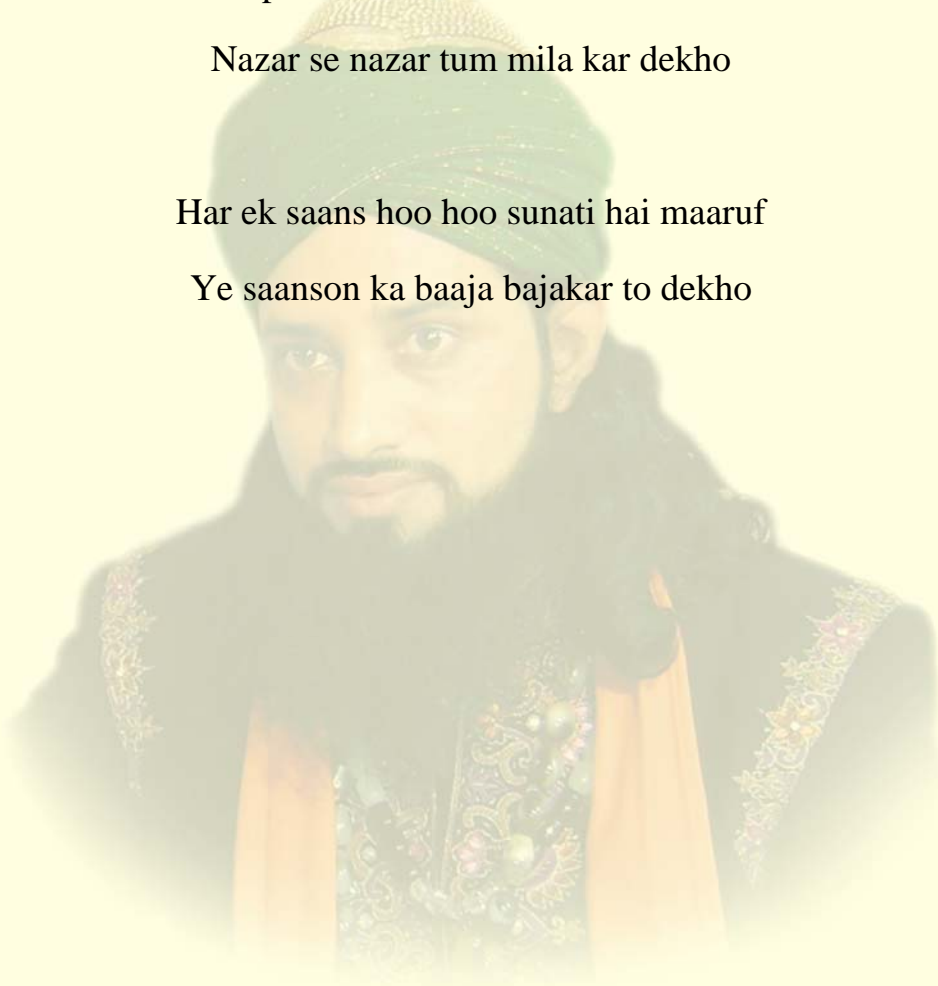 Nazar se nazar tum mila kar dekho
Har ek saans hoo hoo sunati hai maaruf
Ye saanson ka baaja bajakar to dekho